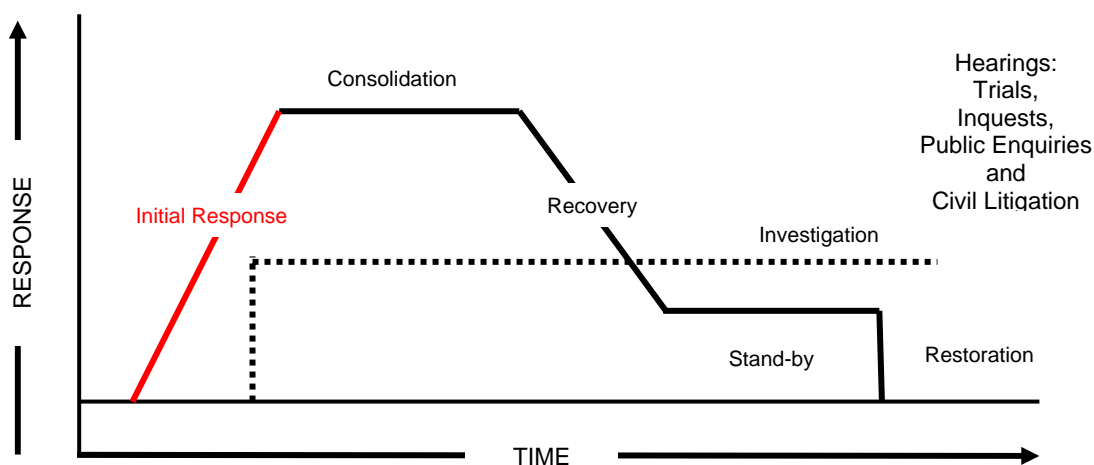 Consolidation
Hearings:
Trials,
Inquests,
Public Enquiries
and
Civil Litigation
RESPONSE
Initial Response
Recovery
Investigation
Stand-by
Restoration
TIME